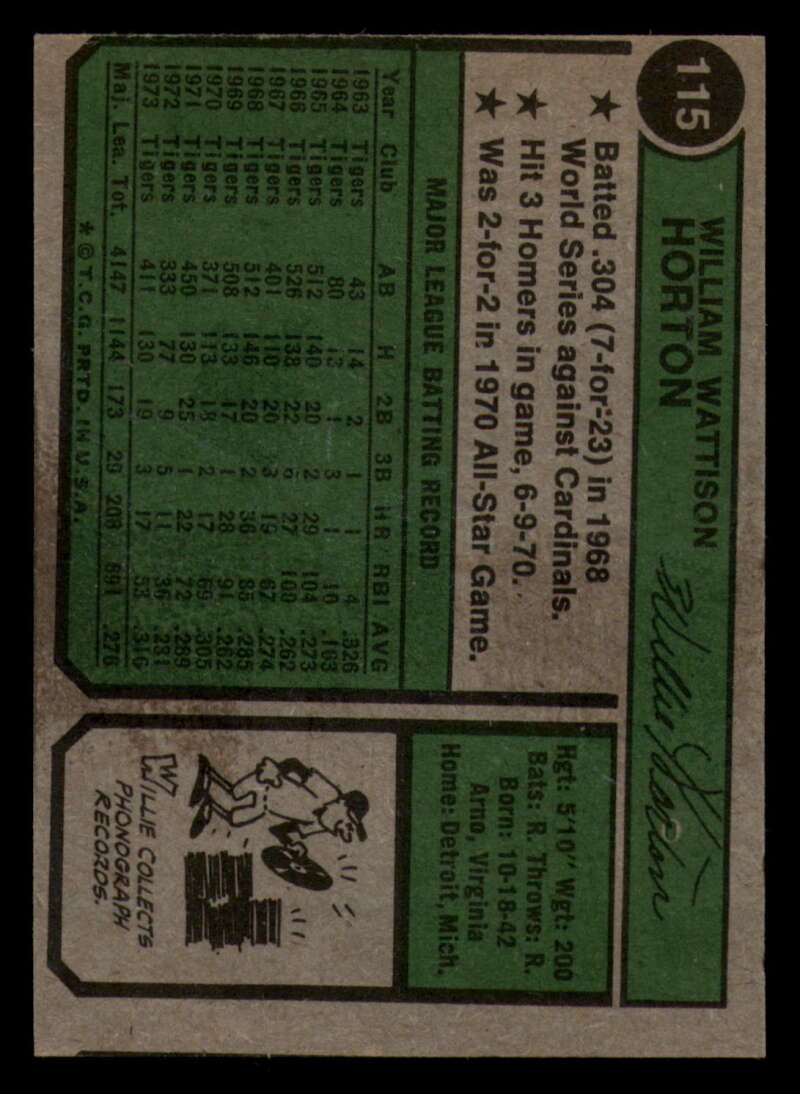 115
WILLIAM WATTISON
HORTON
Willie Horton
★ Batted .304 (7-for-23) in 1968
World Series against Cardinals.
★ Hit 3 Homers in game, 6-9-70.
★ Was 2-for-2 in 1970 All-Star Game.
MAJOR LEAGUE BATTING RECORD
Year Club AB H 2B 3B HR RBI AVG
1963 Tigers 43 14 2 1 1 4 .326
1964 Tigers 80 13 1 3 1 10 .163
1965 Tigers 512 140 20 2 29 104 .273
1966 Tigers 526 138 22 6 27 100 .262
1967 Tigers 401 110 20 3 19 67 .274
1968 Tigers 512 146 20 2 36 85 .285
1969 Tigers 508 133 17 1 28 91 .262
1970 Tigers 371 113 18 2 17 69 .305
1971 Tigers 450 130 25 1 22 72 .289
1972 Tigers 333 77 9 5 11 36 .231
1973 Tigers 411 130 19 3 17 53 .316
Maj. Lea. Tot. 4147 1144 173 29 208 691 .276
* © T.C.G. PRTD. IN U.S.A.
Hgt: 5'10" Wgt: 200
Bats: R. Throws: R.
Born: 10-18-42
Arno, Virginia
Home: Detroit, Mich.
W
WILLIE COLLECTS
PHONOGRAPH
RECORDS.